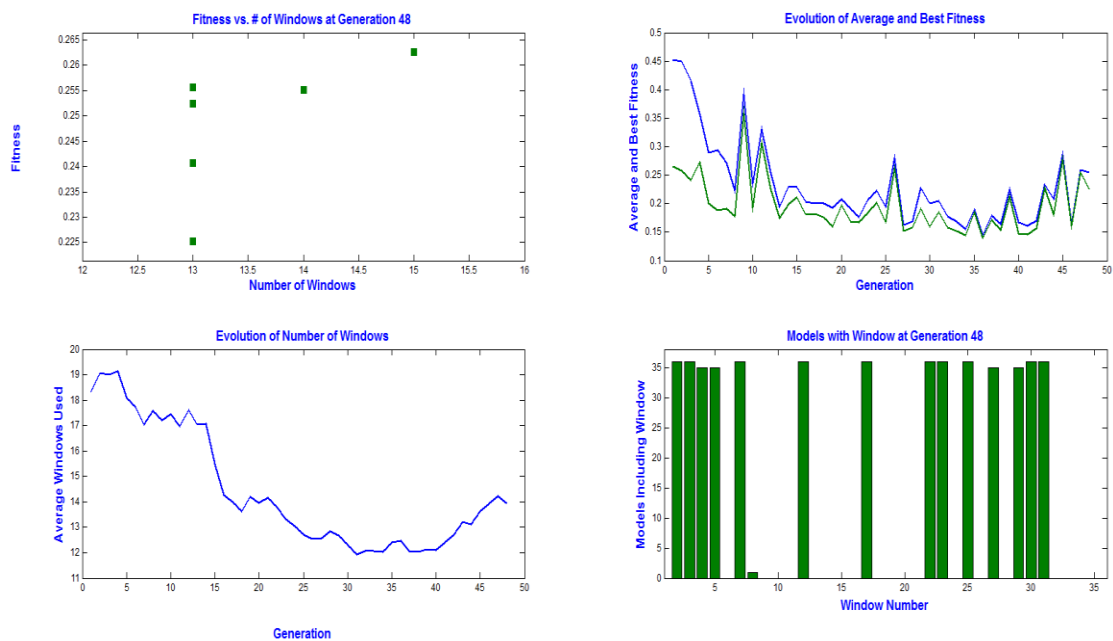 Fitness vs. # of Windows at Generation 48
Fitness
0.265
0.26
0.255
0.25
0.245
0.24
0.235
0.23
0.225
12 12.5 13 13.5 14 14.5 15 15.5 16
Number of Windows
Evolution of Average and Best Fitness
Average and Best Fitness
0.5
0.45
0.4
0.35
0.3
0.25
0.2
0.15
0.1
0 5 10 15 20 25 30 35 40 45 50
Generation
Evolution of Number of Windows
Average Windows Used
20
19
18
17
16
15
14
13
12
11
0 5 10 15 20 25 30 35 40 45 50
Generation
Models with Window at Generation 48
Models Including Window
35
30
25
20
15
10
5
0
5 10 15 20 25 30 35
Window Number